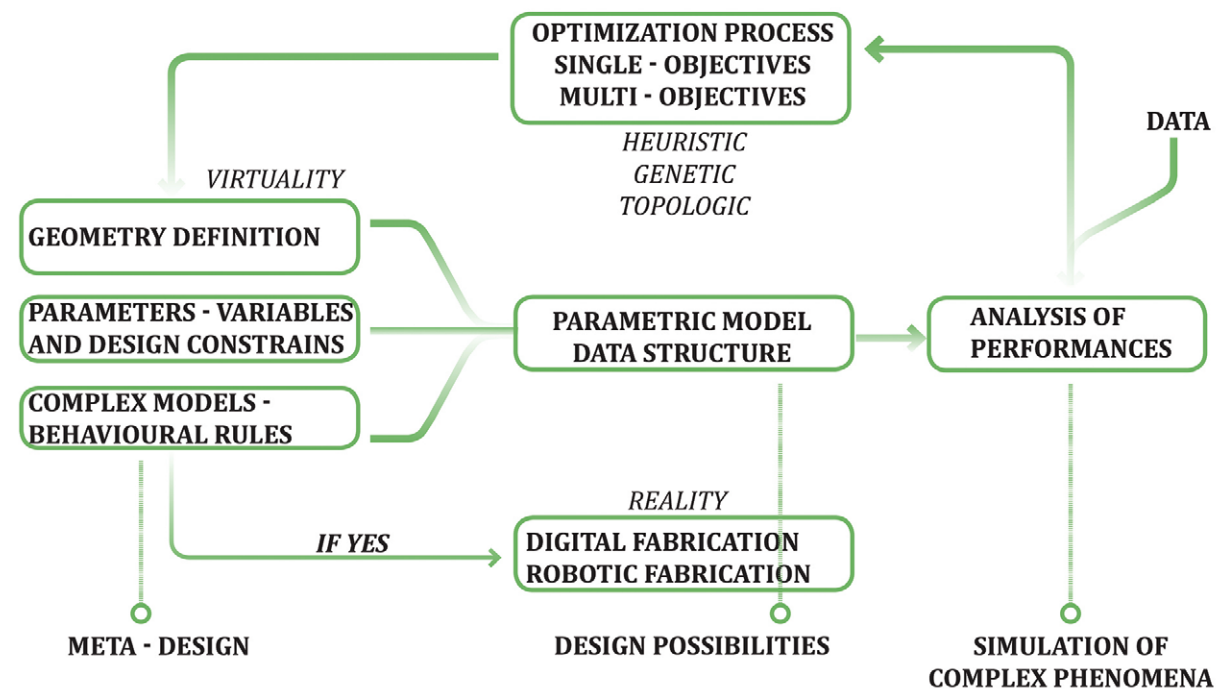 OPTIMIZATION PROCESS
SINGLE - OBJECTIVES
MULTI - OBJECTIVES
HEURISTIC
GENETIC
TOPOLOGIC
DATA
VIRTUALITY
GEOMETRY DEFINITION
PARAMETERS - VARIABLES
AND DESIGN CONSTRAINS
COMPLEX MODELS -
BEHAVIOURAL RULES
PARAMETRIC MODEL
DATA STRUCTURE
ANALYSIS OF
PERFORMANCES
IF YES
REALITY
DIGITAL FABRICATION
ROBOTIC FABRICATION
META - DESIGN
DESIGN POSSIBILITIES
SIMULATION OF
COMPLEX PHENOMENA